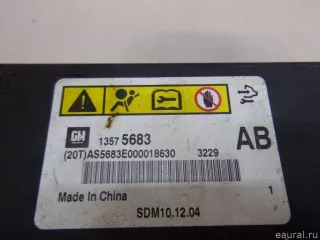 GM 1357 5683 AB
(20T)AS5683E000018630 3229
Made In China 1
SDM10.12.04
eaural.ru